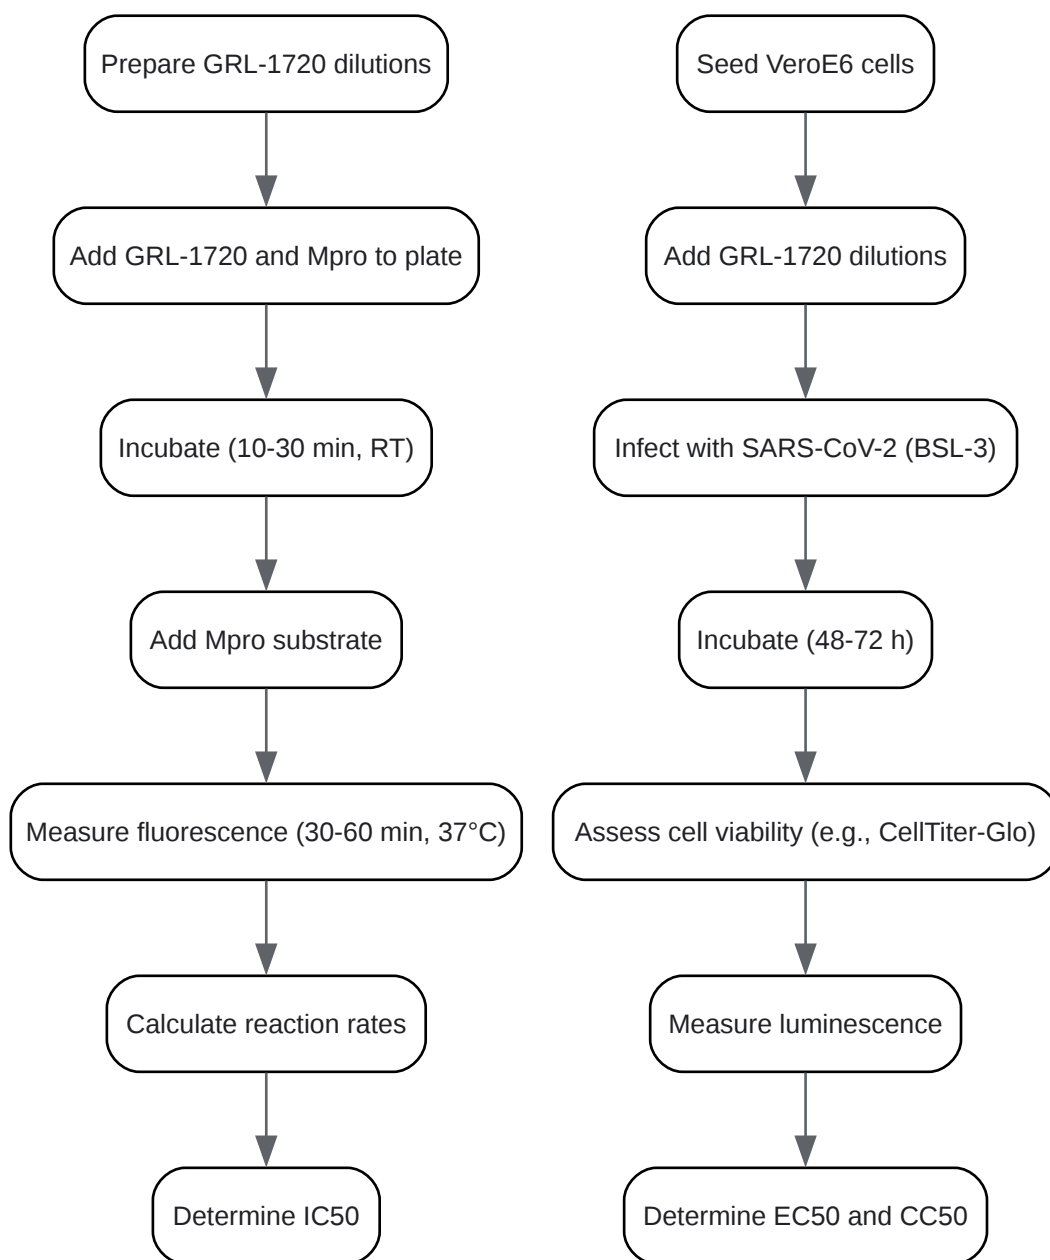 Prepare GRL-1720 dilutions
Add GRL-1720 and Mpro to plate
Incubate (10-30 min, RT)
Add Mpro substrate
Measure fluorescence (30-60 min, 37°C)
Calculate reaction rates
Determine IC50
Seed VeroE6 cells
Add GRL-1720 dilutions
Infect with SARS-CoV-2 (BSL-3)
Incubate (48-72 h)
Assess cell viability (e.g., CellTiter-Glo)
Measure luminescence
Determine EC50 and CC50